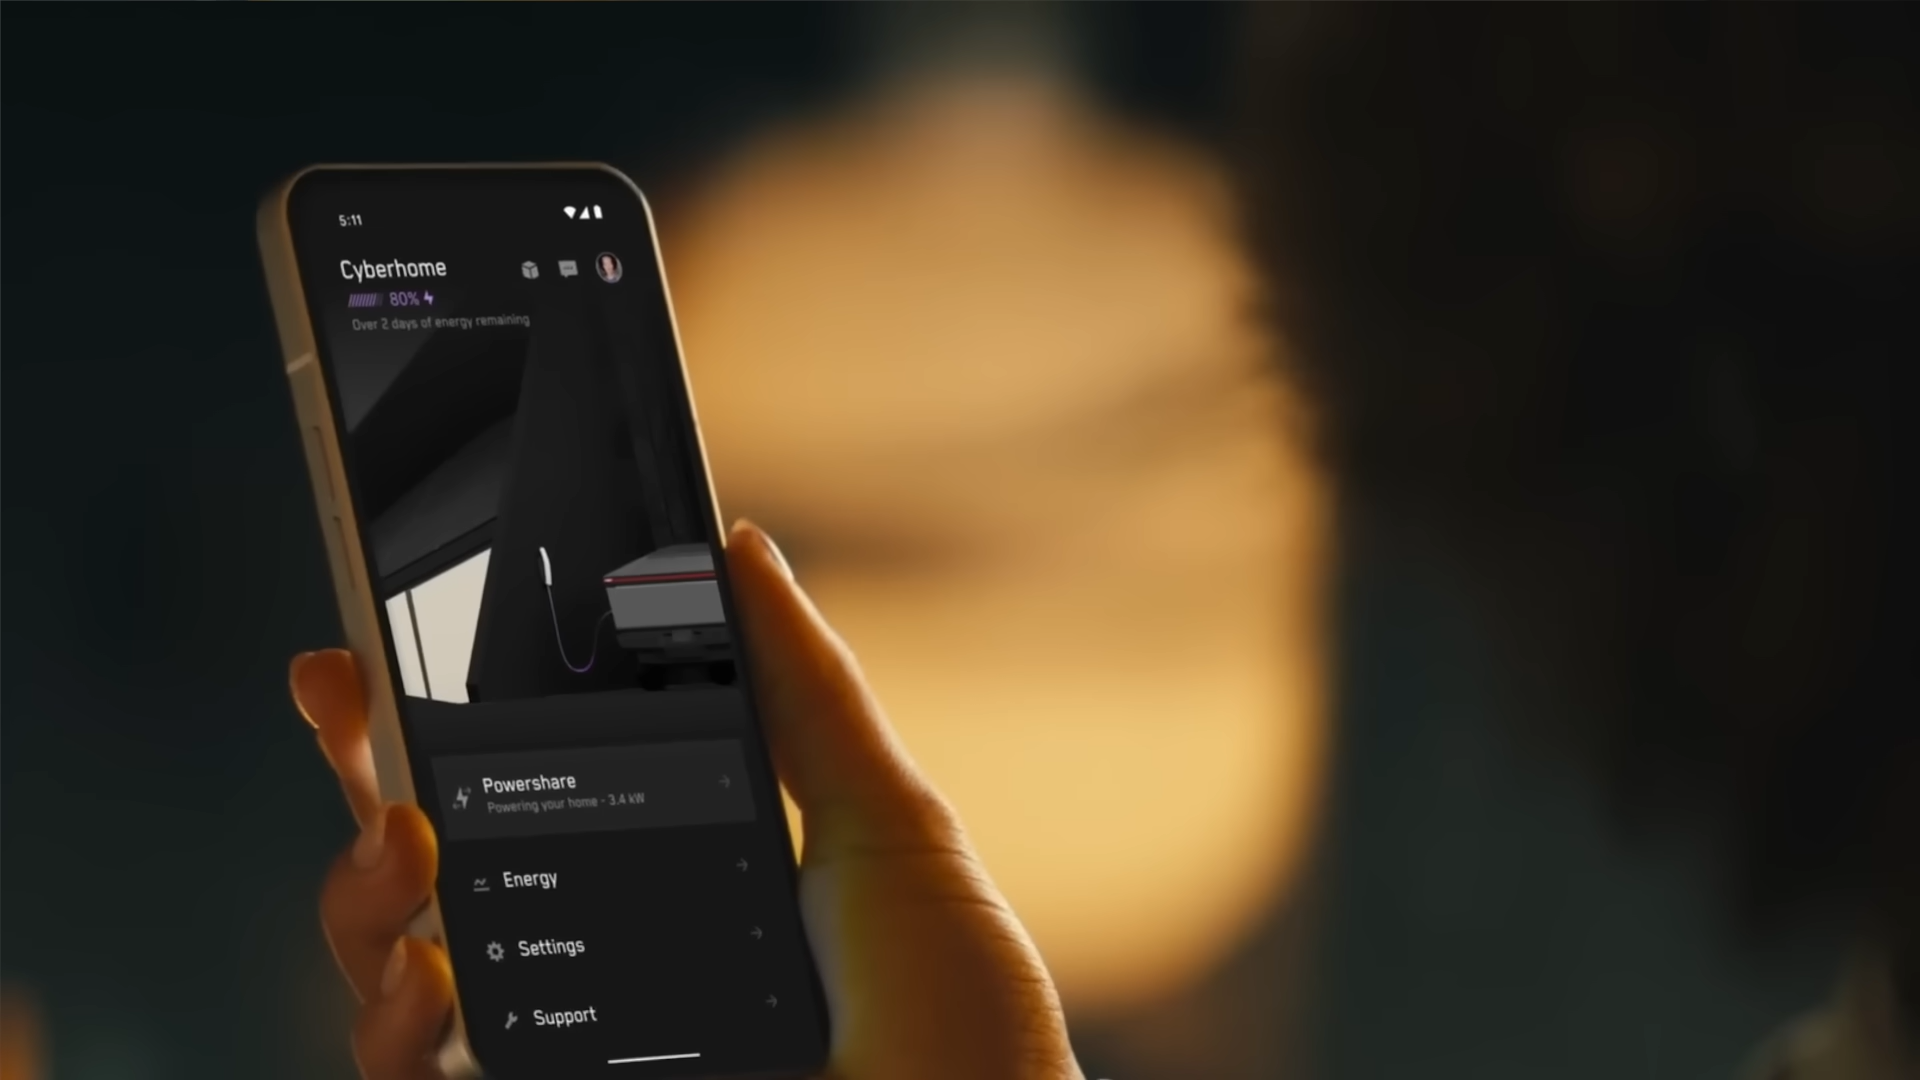 5:11
Cyberhome
80%
Over 2 days of energy remaining
Powershare
Powering your home - 3.4 kW
Energy
Settings
Support